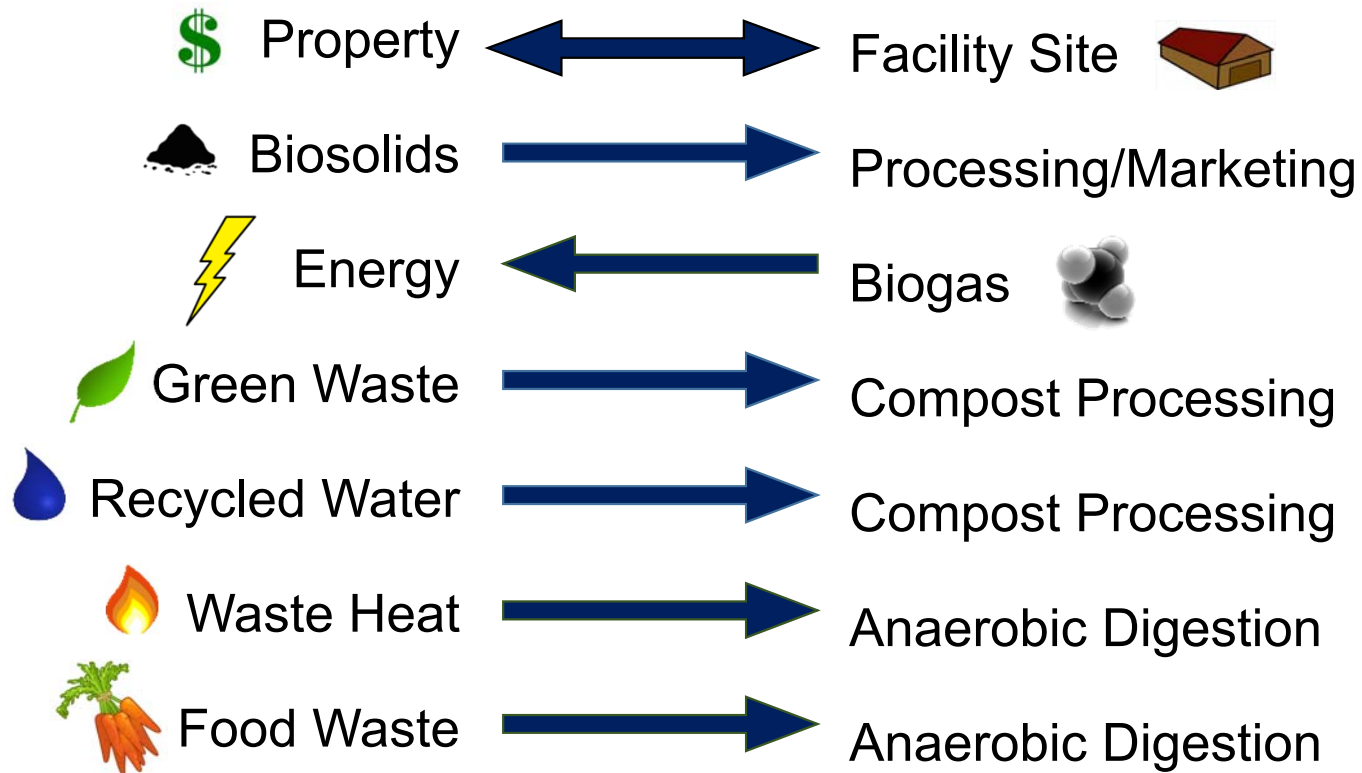 $ Property Facility Site
Biosolids Processing/Marketing
Energy Biogas
Green Waste Compost Processing
Recycled Water Compost Processing
Waste Heat Anaerobic Digestion
Food Waste Anaerobic Digestion